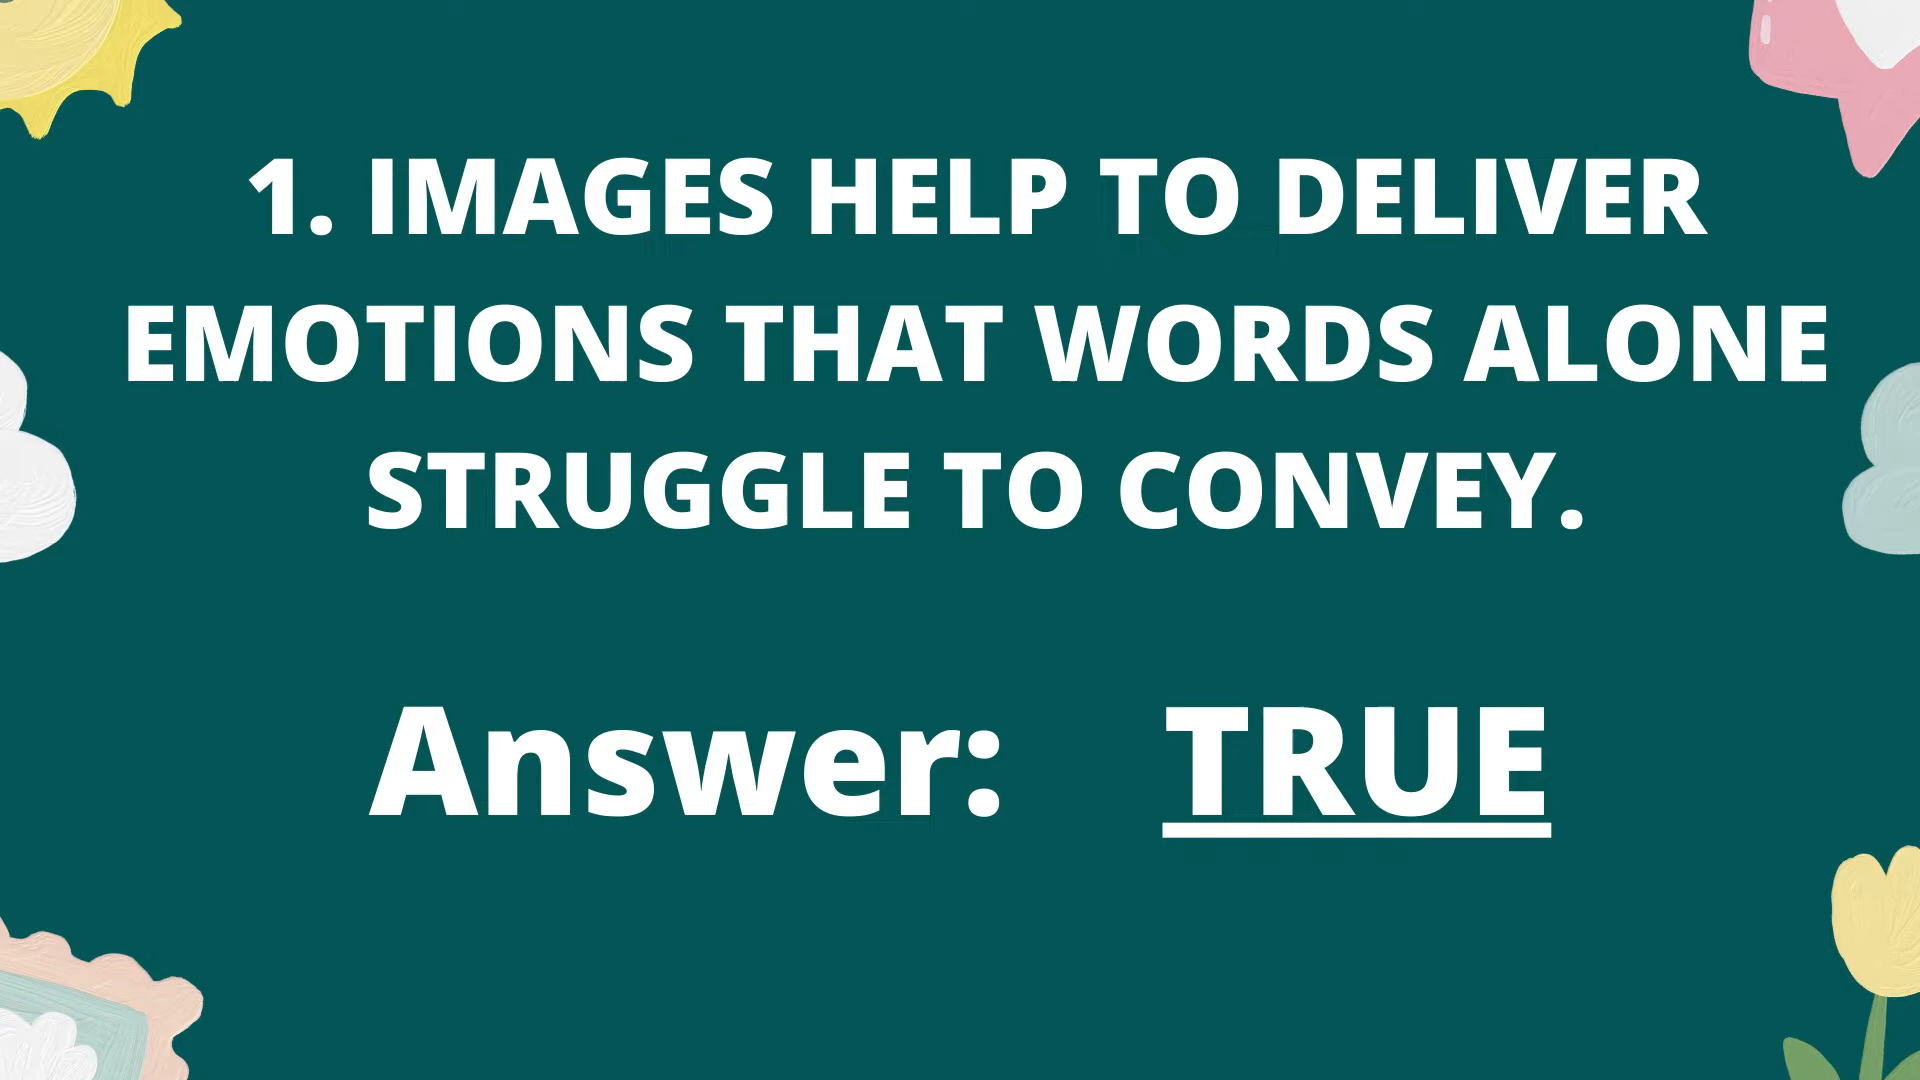 1. IMAGES HELP TO DELIVER
EMOTIONS THAT WORDS ALONE
STRUGGLE TO CONVEY.
Answer: TRUE